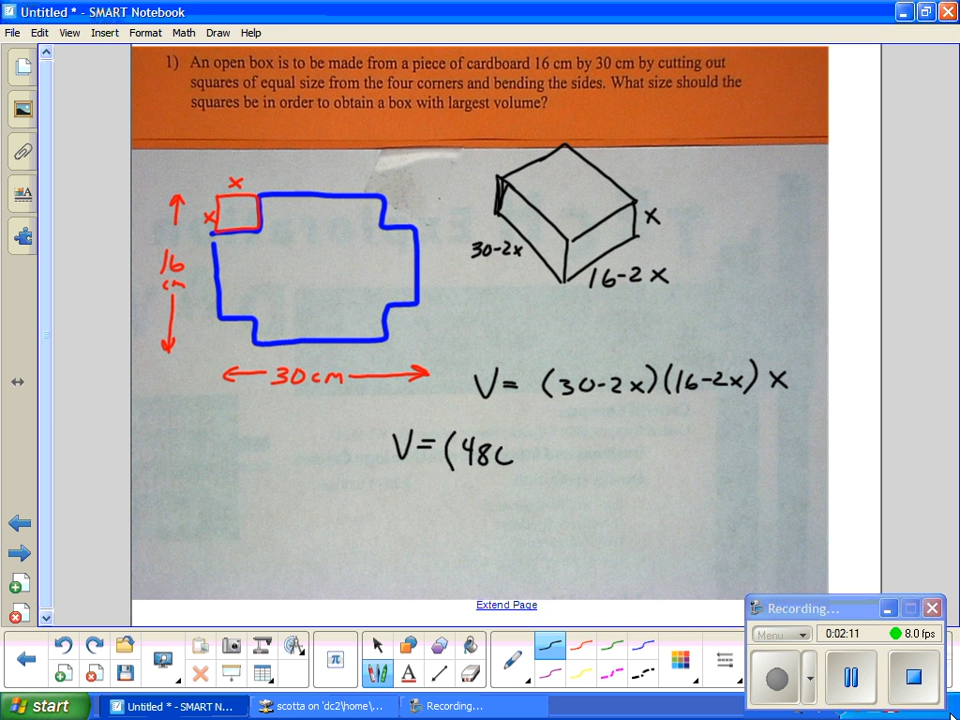 Untitled * - SMART Notebook
File Edit View Insert Format Math Draw Help
1) An open box is to be made from a piece of cardboard 16 cm by 30 cm by cutting out
squares of equal size from the four corners and bending the sides. What size should the
squares be in order to obtain a box with largest volume?
x
x
16
cm
30 cm
x
30-2x
16-2x
V = (30-2x)(16-2x) x
V = (480
Extend Page
Recording...
Menu
0:02:11
8.0 fps
start
Untitled * - SMART N...
scotta on 'dc2\home\...
Recording...